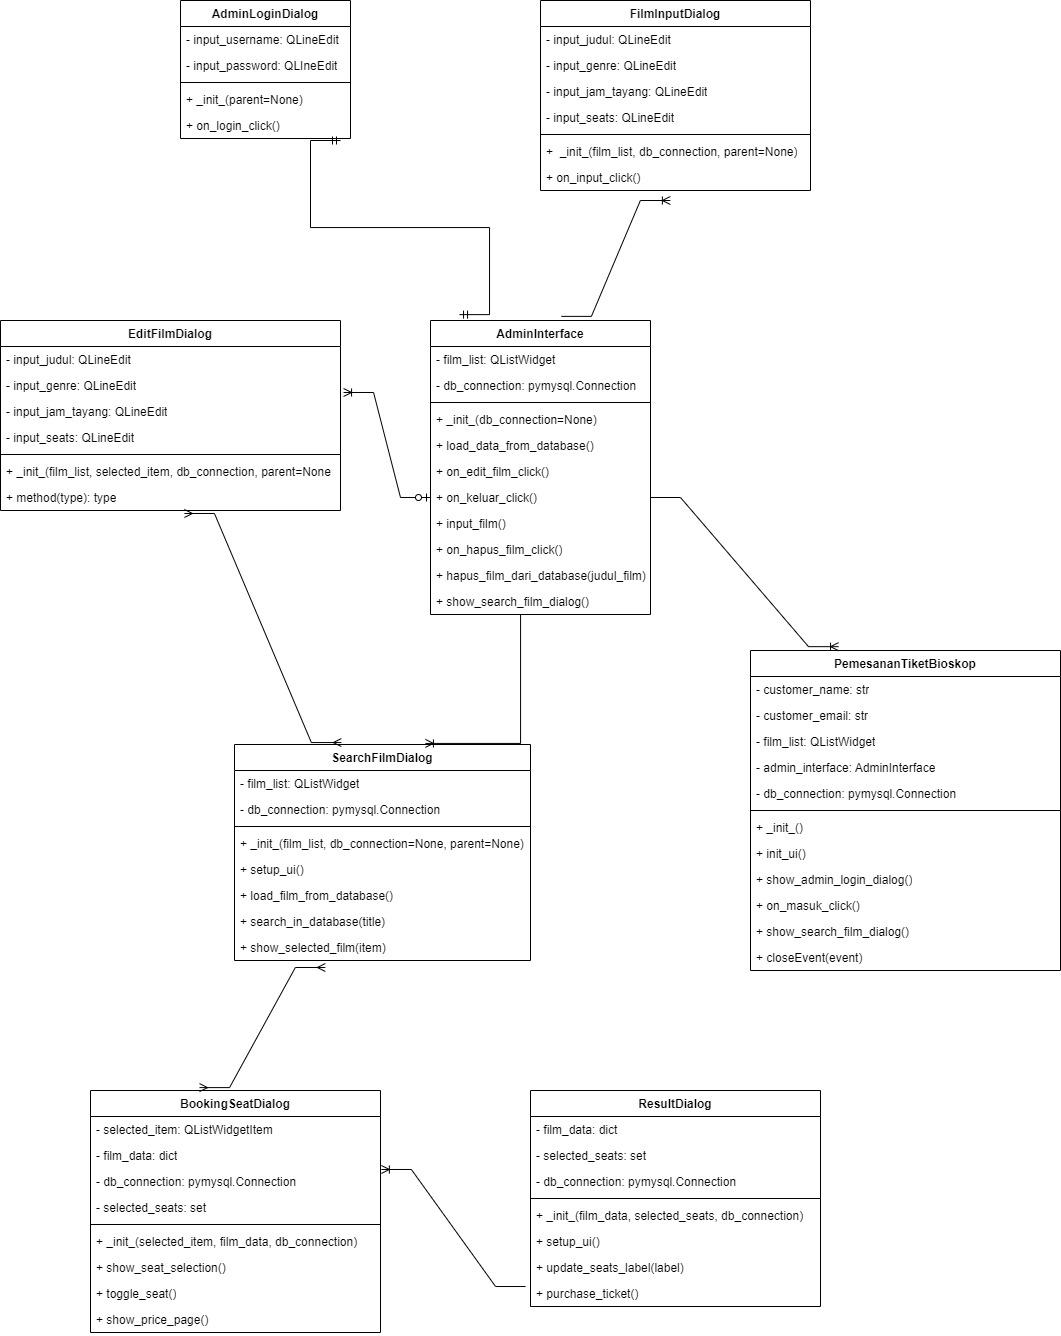 AdminLoginDialog
- input_username: QLineEdit
- input_password: QLIneEdit
+ _init_(parent=None)
+ on_login_click()
FilmInputDialog
- input_judul: QLineEdit
- input_genre: QLineEdit
- input_jam_tayang: QLineEdit
- input_seats: QLineEdit
+ _init_(film_list, db_connection, parent=None)
+ on_input_click()
EditFilmDialog
- input_judul: QLineEdit
- input_genre: QLineEdit
- input_jam_tayang: QLineEdit
- input_seats: QLineEdit
+ _init_(film_list, selected_item, db_connection, parent=None
+ method(type): type
AdminInterface
- film_list: QListWidget
- db_connection: pymysql.Connection
+ _init_(db_connection=None)
+ load_data_from_database()
+ on_edit_film_click()
+ on_keluar_click()
+ input_film()
+ on_hapus_film_click()
+ hapus_film_dari_database(judul_film)
+ show_search_film_dialog()
PemesananTiketBioskop
- customer_name: str
- customer_email: str
- film_list: QListWidget
- admin_interface: AdminInterface
- db_connection: pymysql.Connection
+ _init_()
+ init_ui()
+ show_admin_login_dialog()
+ on_masuk_click()
+ show_search_film_dialog()
+ closeEvent(event)
SearchFilmDialog
- film_list: QListWidget
- db_connection: pymysql.Connection
+ _init_(film_list, db_connection=None, parent=None)
+ setup_ui()
+ load_film_from_database()
+ search_in_database(title)
+ show_selected_film(item)
BookingSeatDialog
- selected_item: QListWidgetItem
- film_data: dict
- db_connection: pymysql.Connection
- selected_seats: set
+ _init_(selected_item, film_data, db_connection)
+ show_seat_selection()
+ toggle_seat()
+ show_price_page()
ResultDialog
- film_data: dict
- selected_seats: set
- db_connection: pymysql.Connection
+ _init_(film_data, selected_seats, db_connection)
+ setup_ui()
+ update_seats_label(label)
+ purchase_ticket()